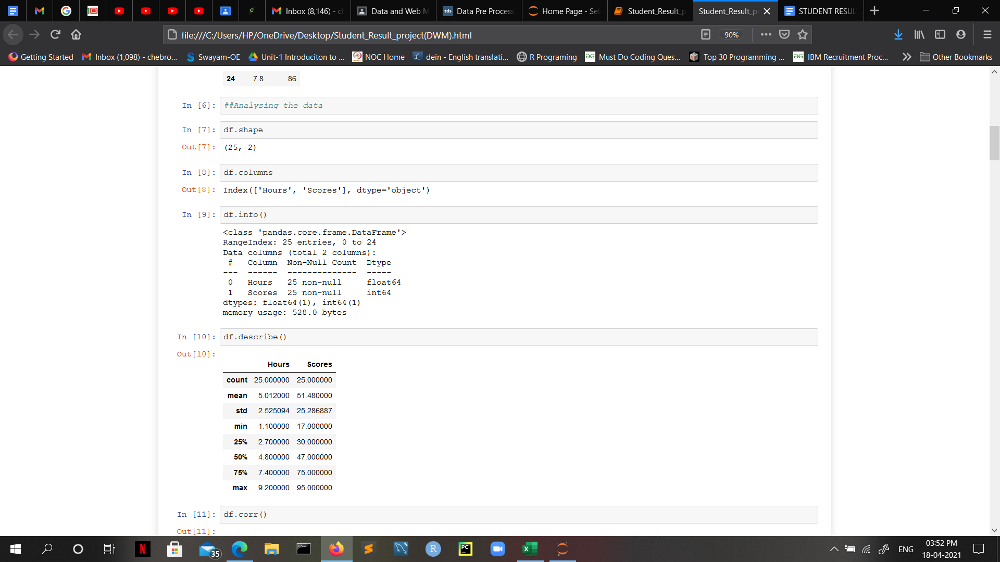 Inbox (8,146) - c
Data and Web M
tds Data Pre Process
Home Page - Sel
Student_Result_p
Student_Result_p
STUDENT RESUL
file:///C:/Users/HP/OneDrive/Desktop/Student_Result_project(DWM).html
90%
Getting Started
Inbox (1,098) - chebro...
Swayam-OE
Unit-1 Introduciton to ...
NOC Home
dein - English translati...
R Programing
Must Do Coding Ques...
Top 30 Programming ...
IBM Recruitment Proc...
Other Bookmarks
24 7.8 86
In [6]: ##Analysing the data
In [7]: df.shape
Out[7]: (25, 2)
In [8]: df.columns
Out[8]: Index(['Hours', 'Scores'], dtype='object')
In [9]: df.info()
<class 'pandas.core.frame.DataFrame'>
RangeIndex: 25 entries, 0 to 24
Data columns (total 2 columns):
# Column Non-Null Count Dtype
--- ------ -------------- -----
0 Hours 25 non-null float64
1 Scores 25 non-null int64
dtypes: float64(1), int64(1)
memory usage: 528.0 bytes
In [10]: df.describe()
Out[10]:
Hours Scores
count 25.000000 25.000000
mean 5.012000 51.480000
std 2.525094 25.286887
min 1.100000 17.000000
25% 2.700000 30.000000
50% 4.800000 47.000000
75% 7.400000 75.000000
max 9.200000 95.000000
In [11]: df.corr()
Out[11]:
35
ENG
03:52 PM
18-04-2021